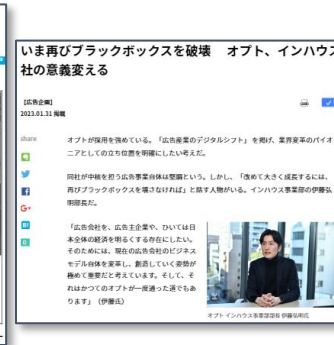 いま再びブラックボックスを破壊　オプト、インハウス
社の意義変える
【広告企画】
2023.01.31 掲載
share
オプトが採用を強めている。「広告産業のデジタルシフト」を掲げ、業界変革のパイオ
ニアとしての立ち位置を明確にしたい考えだ。
同社が中核を担う広告事業自体は堅調という。しかし、「改めて大きく成長するには、
再びブラックボックスを壊さなければ」と話す人物がいる。インハウス事業部の伊藤弘
明部長だ。
「広告会社を、広告主企業や、ひいては日
本全体の経済を明るくする存在にしたい。
そのためには、現在の広告会社のビジネス
モデル自体を変革し、創造していく姿勢が
極めて重要だと考えています。そして、そ
れはかつてのオプトが一度通った道でもあ
ります」（伊藤氏）
オプト インハウス事業部部長 伊藤弘明氏